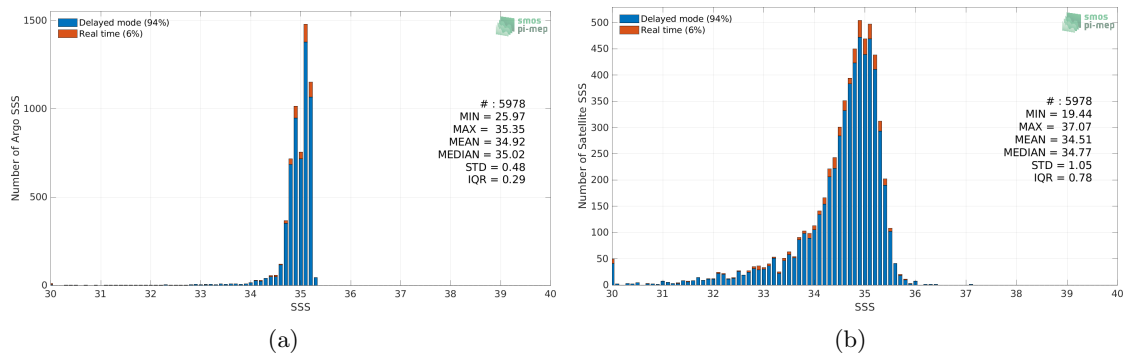 Delayed mode (94%)
Real time (6%)
smos
pi-mep
1500
1000
500
0
Number of Argo SSS
# : 5978
MIN = 25.97
MAX = 35.35
MEAN = 34.92
MEDIAN = 35.02
STD = 0.48
IQR = 0.29
30 31 32 33 34 35 36 37 38 39 40
SSS
(a)
Delayed mode (94%)
Real time (6%)
smos
pi-mep
500
450
400
350
300
250
200
150
100
50
0
Number of Satellite SSS
# : 5978
MIN = 19.44
MAX = 37.07
MEAN = 34.51
MEDIAN = 34.77
STD = 1.05
IQR = 0.78
30 31 32 33 34 35 36 37 38 39 40
SSS
(b)